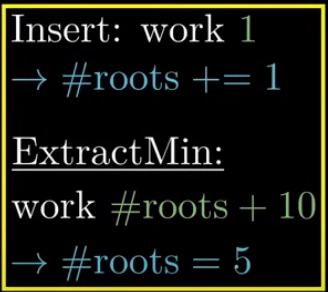 Insert: work 1
→ #roots += 1
ExtractMin:
work #roots + 10
→ #roots = 5